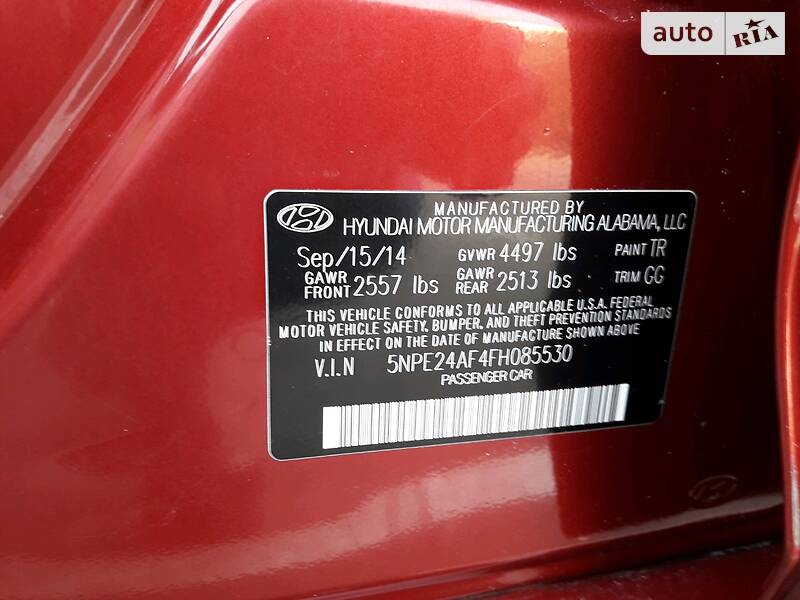 auto RIA
MANUFACTURED BY
HYUNDAI MOTOR MANUFACTURING ALABAMA, LLC
Sep/15/14 GVWR 4497 lbs PAINT TR
GAWR FRONT 2557 lbs GAWR REAR 2513 lbs TRIM GG
THIS VEHICLE CONFORMS TO ALL APPLICABLE U.S.A. FEDERAL
MOTOR VEHICLE SAFETY, BUMPER, AND THEFT PREVENTION STANDARDS
IN EFFECT ON THE DATE OF MANUFACTURE SHOWN ABOVE
V.I.N 5NPE24AF4FH085530
PASSENGER CAR